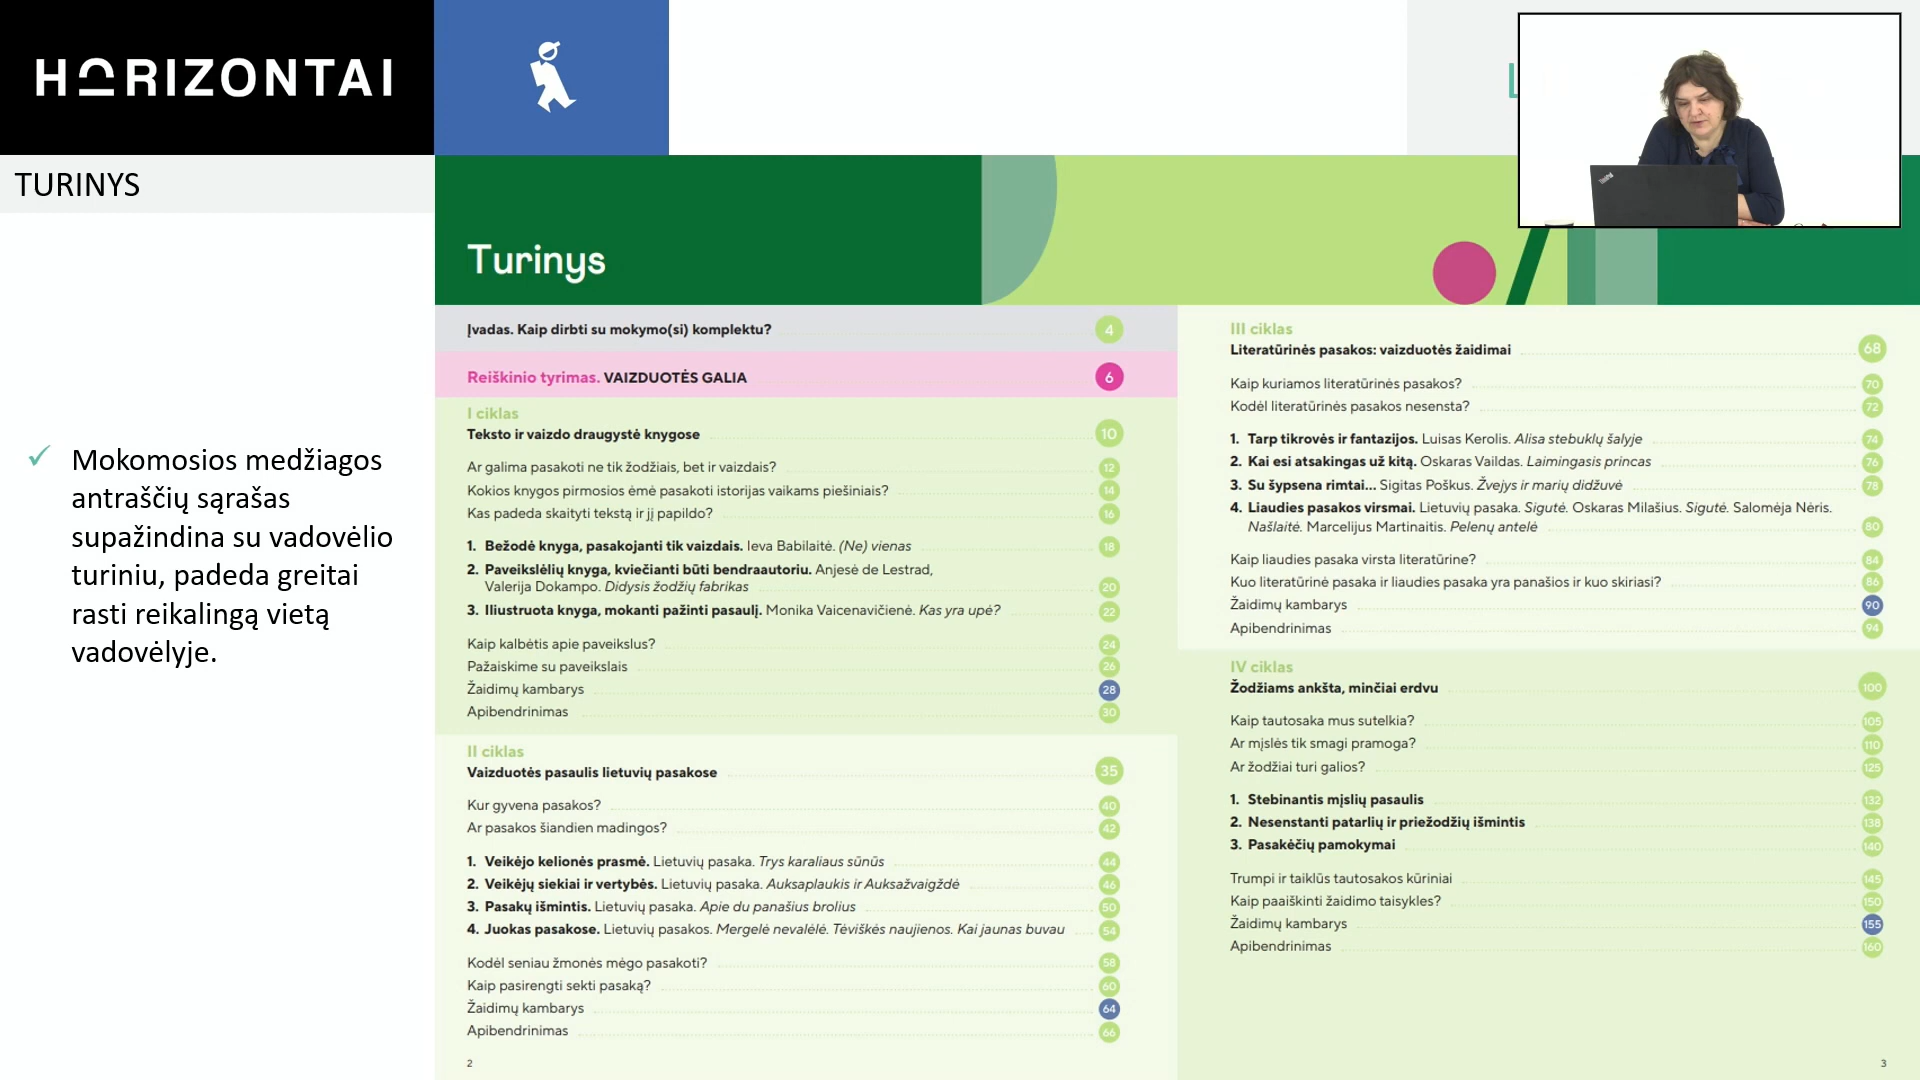 HORIZONTAI
TURINYS
Mokomosios medžiagos
antraščių sąrašas
supažindina su vadovėlio
turiniu, padeda greitai
rasti reikalingą vietą
vadovėlyje.
Turinys
Įvadas. Kaip dirbti su mokymo(si) komplektu? 4
Reiškinio tyrimas. VAIZDUOTĖS GALIA 6
I ciklas
Teksto ir vaizdo draugystė knygose 10
Ar galima pasakoti ne tik žodžiais, bet ir vaizdais? 12
Kokios knygos pirmosios ėmė pasakoti istorijas vaikams piešiniais? 14
Kas padeda skaityti tekstą ir jį papildo? 16
1. Bežodė knyga, pasakojanti tik vaizdais. Ieva Babilaitė. (Ne) vienas 18
2. Paveikslėlių knyga, kviečianti būti bendraautoriu. Anjesė de Lestrad,
Valerija Dokampo. Didysis žodžių fabrikas 20
3. Iliustruota knyga, mokanti pažinti pasaulį. Monika Vaicenavičienė. Kas yra upė? 22
Kaip kalbėtis apie paveikslus? 24
Pažaiskime su paveikslais 26
Žaidimų kambarys 28
Apibendrinimas 30
II ciklas
Vaizduotės pasaulis lietuvių pasakose 35
Kur gyvena pasakos? 40
Ar pasakos šiandien madingos? 42
1. Veikėjo kelionės prasmė. Lietuvių pasaka. Trys karaliaus sūnūs 44
2. Veikėjų siekiai ir vertybės. Lietuvių pasaka. Auksaplaukis ir Auksažvaigždė 46
3. Pasakų išmintis. Lietuvių pasaka. Apie du panašius brolius 50
4. Juokas pasakose. Lietuvių pasakos. Mergelė nevalėlė. Tėviškės naujienos. Kai jaunas buvau 54
Kodėl seniau žmonės mėgo pasakoti? 58
Kaip pasirengti sekti pasaką? 60
Žaidimų kambarys 64
Apibendrinimas 66
2
III ciklas
Literatūrinės pasakos: vaizduotės žaidimai 68
Kaip kuriamos literatūrinės pasakos? 70
Kodėl literatūrinės pasakos nesensta? 72
1. Tarp tikrovės ir fantazijos. Luisas Kerolis. Alisa stebuklų šalyje 74
2. Kai esi atsakingas už kitą. Oskaras Vaildas. Laimingasis princas 76
3. Su šypsena rimtai... Sigitas Poškus. Žvejys ir marių didžuvė 78
4. Liaudies pasakos virsmai. Lietuvių pasaka. Sigutė. Oskaras Milašius. Sigutė. Salomėja Nėris.
Našlaitė. Marcelijus Martinaitis. Pelenų antelė 80
Kaip liaudies pasaka virsta literatūrine? 84
Kuo literatūrinė pasaka ir liaudies pasaka yra panašios ir kuo skiriasi? 86
Žaidimų kambarys 90
Apibendrinimas 94
IV ciklas
Žodžiams ankšta, minčiai erdvu 100
Kaip tautosaka mus sutelkia? 105
Ar mįslės tik smagi pramoga? 110
Ar žodžiai turi galios? 125
1. Stebinantis mįslių pasaulis 132
2. Nesenstanti patarlių ir priežodžių išmintis 138
3. Pasakėčių pamokymai 140
Trumpi ir taiklūs tautosakos kūriniai 145
Kaip paaiškinti žaidimo taisykles? 150
Žaidimų kambarys 155
Apibendrinimas 160
3